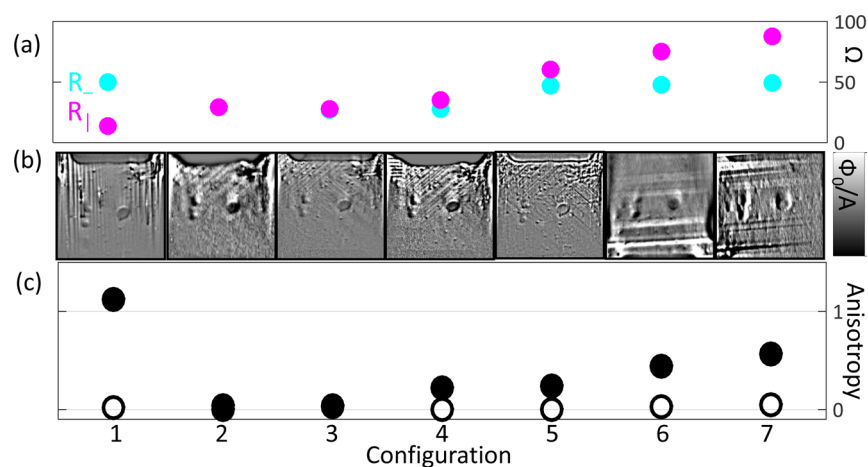 (a)
100
Ω
R_
50
R|
0
(b)
Φ₀/A
(c)
1
Anisotropy
0
1 2 3 4 5 6 7
Configuration